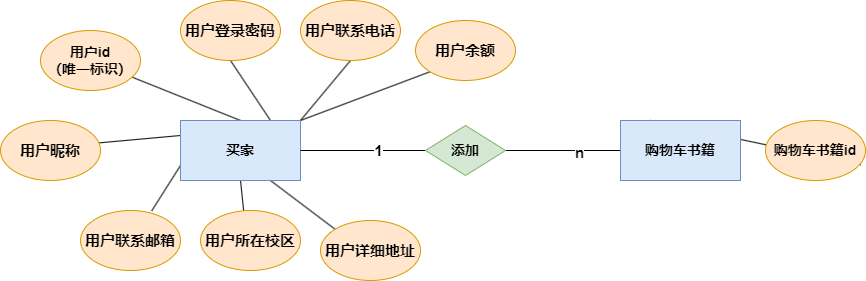 用户登录密码
用户联系电话
用户余额
用户id
(唯一标识)
用户昵称
买家
1
添加
n
购物车书籍
购物车书籍id
用户联系邮箱
用户所在校区
用户详细地址